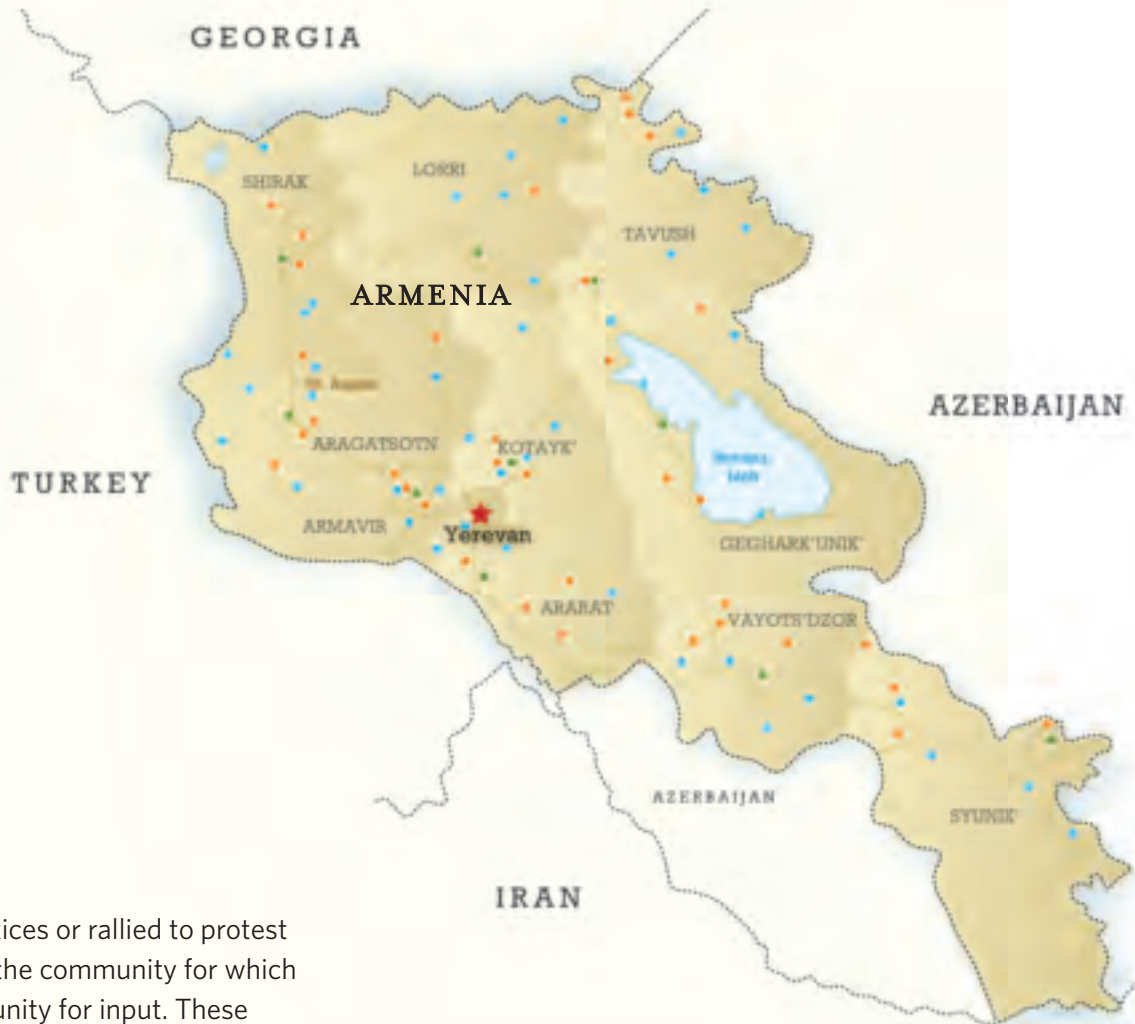 GEORGIA
LORRI
SHIRAK
TAVUSH
ARMENIA
AZERBAIJAN
ARAGATSOTN
KOTAYK'
TURKEY
ARMAVIR
Yerevan
GEGHARK'UNIK'
ARARAT
VAYOTS'DZOR
AZERBAIJAN
SYUNIK'
IRAN
tices or rallied to protest
the community for which
unity for input. These